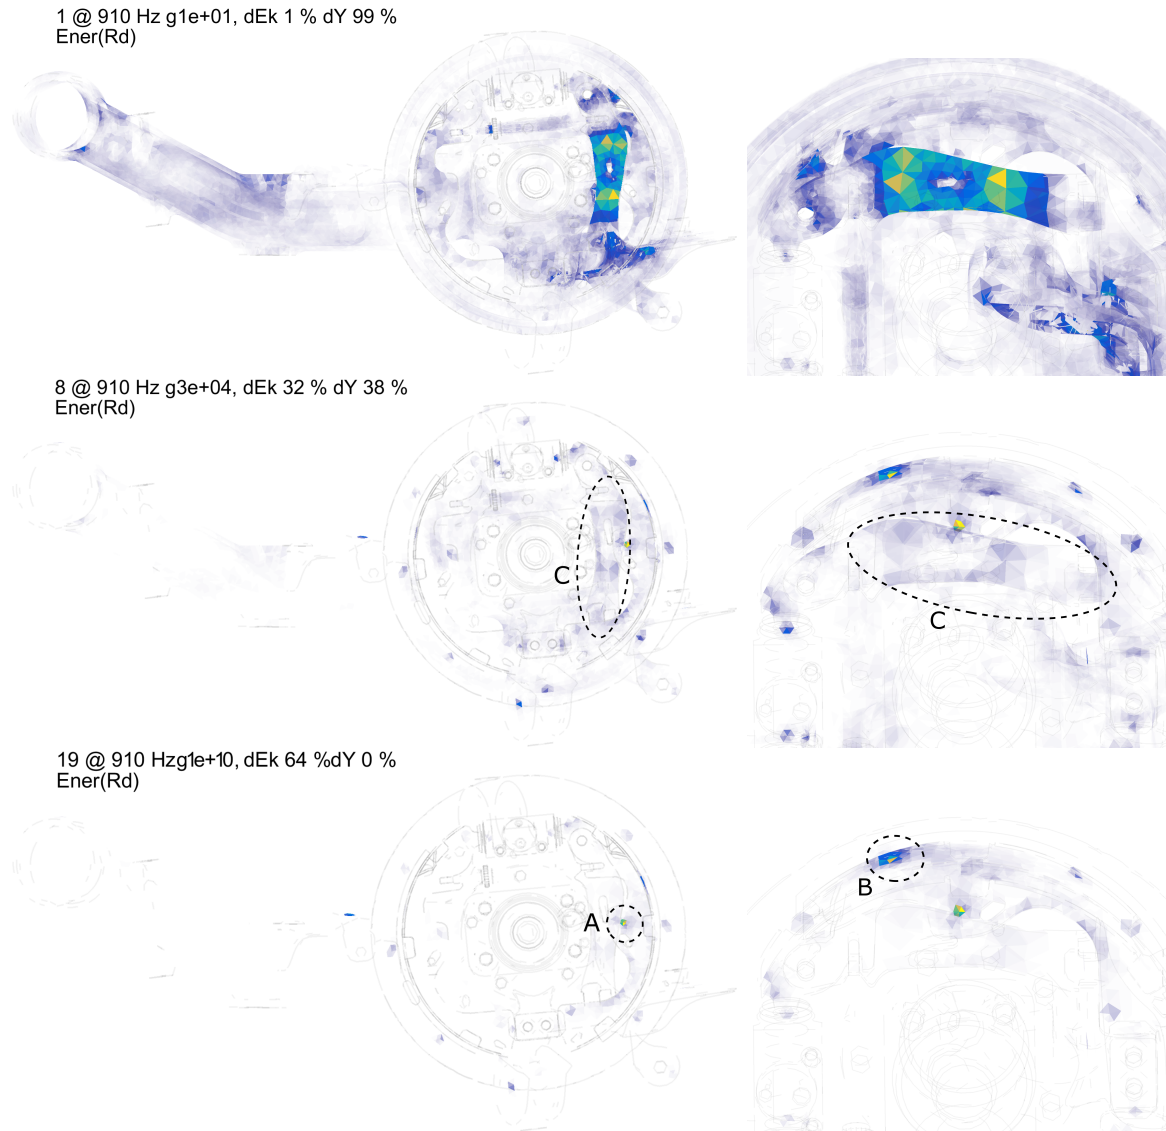 1 @ 910 Hz g1e+01, dEk 1 % dY 99 %
Ener(Rd)
8 @ 910 Hz g3e+04, dEk 32 % dY 38 %
Ener(Rd)
C
C
19 @ 910 Hzg1e+10, dEk 64 %dY 0 %
Ener(Rd)
B
A